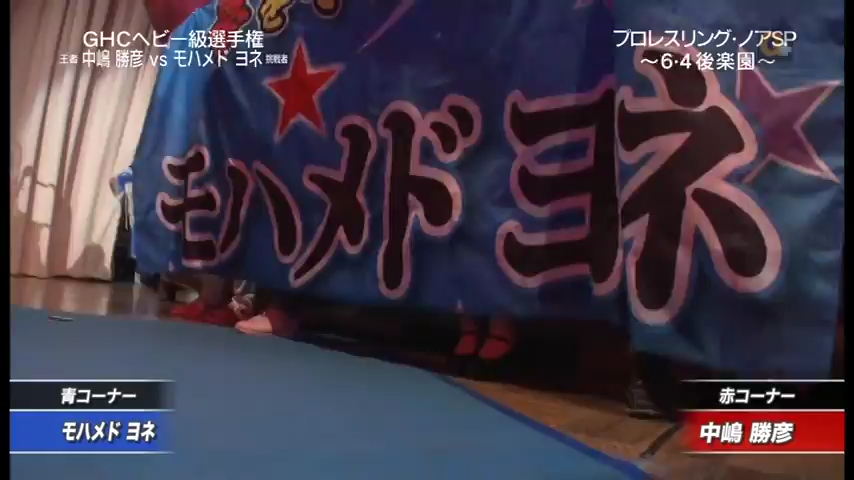 GHCヘビー級選手権
王者 中嶋 勝彦 vs モハメド ヨネ 挑戦者
プロレスリング・ノアSP
～6・4後楽園～
モハメド ヨネ
青コーナー
モハメド ヨネ
赤コーナー
中嶋 勝彦